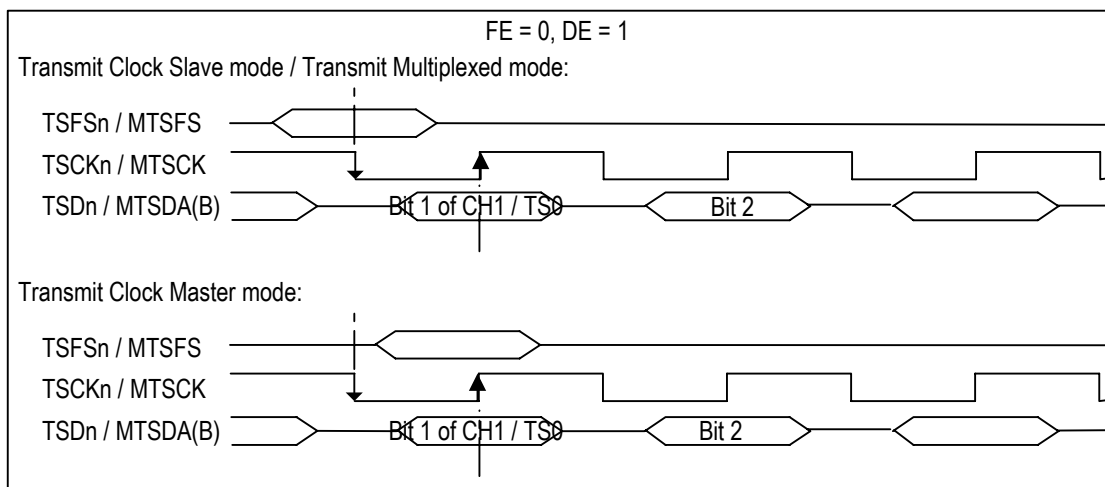 FE = 0, DE = 1
Transmit Clock Slave mode / Transmit Multiplexed mode:
TSFSn / MTSFS
TSCKn / MTSCK
TSDn / MTSDA(B)
Bit 1 of CH1 / TS0
Bit 2
Transmit Clock Master mode:
TSFSn / MTSFS
TSCKn / MTSCK
TSDn / MTSDA(B)
Bit 1 of CH1 / TS0
Bit 2